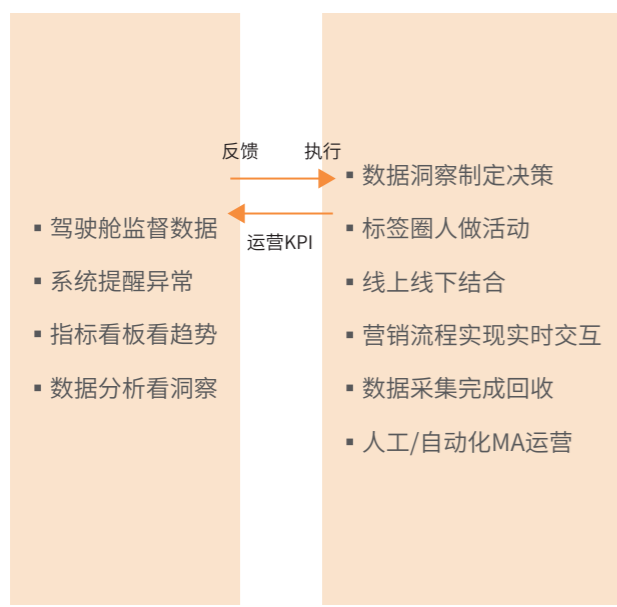 反馈 执行
运营KPI
▪ 驾驶舱监督数据
▪ 系统提醒异常
▪ 指标看板看趋势
▪ 数据分析看洞察
▪ 数据洞察制定决策
▪ 标签圈人做活动
▪ 线上线下结合
▪ 营销流程实现实时交互
▪ 数据采集完成回收
▪ 人工/自动化MA运营